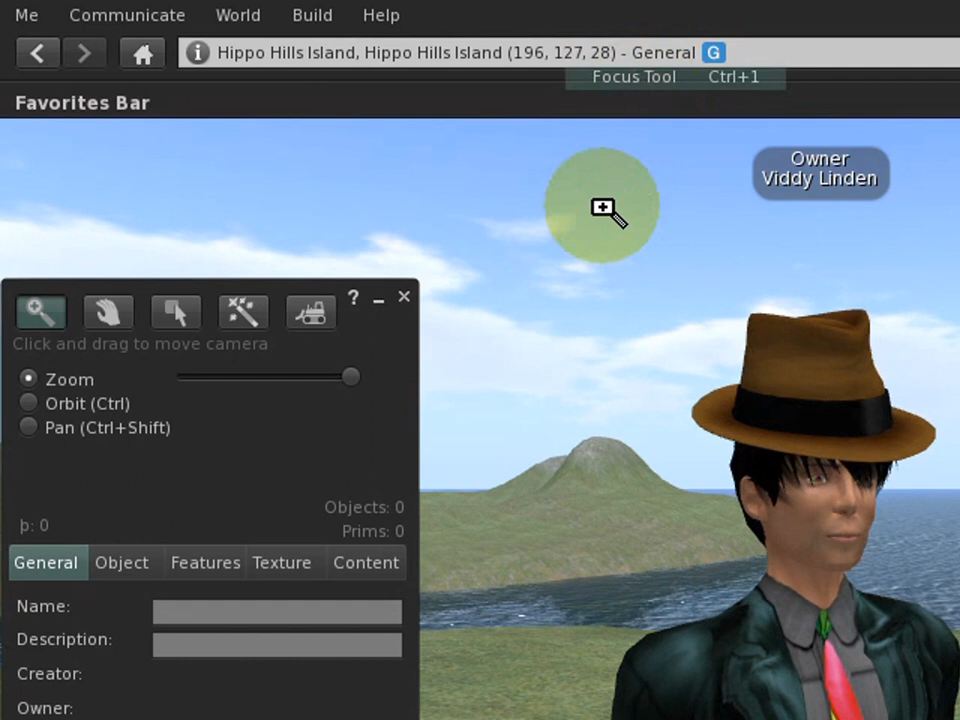 Me Communicate World Build Help
Hippo Hills Island, Hippo Hills Island (196, 127, 28) - General G
Focus Tool Ctrl+1
Favorites Bar
Owner
Viddy Linden
?
Click and drag to move camera
Zoom
Orbit (Ctrl)
Pan (Ctrl+Shift)
Objects: 0
þ: 0
Prims: 0
General Object Features Texture Content
Name:
Description:
Creator:
Owner: